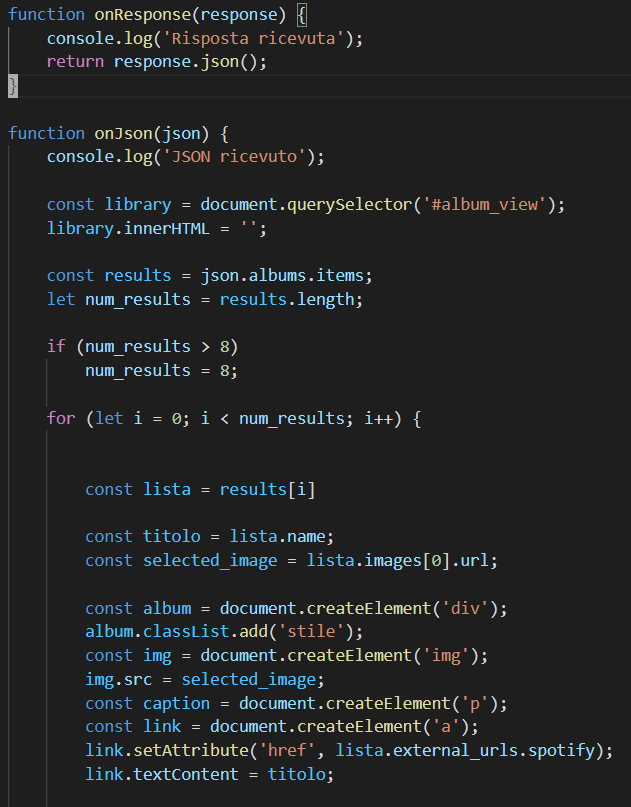 function onResponse(response) {
    console.log('Risposta ricevuta');
    return response.json();
}
function onJson(json) {
    console.log('JSON ricevuto');
    const library = document.querySelector('#album_view');
    library.innerHTML = '';
    const results = json.albums.items;
    let num_results = results.length;
    if (num_results > 8)
        num_results = 8;
    for (let i = 0; i < num_results; i++) {
        const lista = results[i]
        const titolo = lista.name;
        const selected_image = lista.images[0].url;
        const album = document.createElement('div');
        album.classList.add('stile');
        const img = document.createElement('img');
        img.src = selected_image;
        const caption = document.createElement('p');
        const link = document.createElement('a');
        link.setAttribute('href', lista.external_urls.spotify);
        link.textContent = titolo;